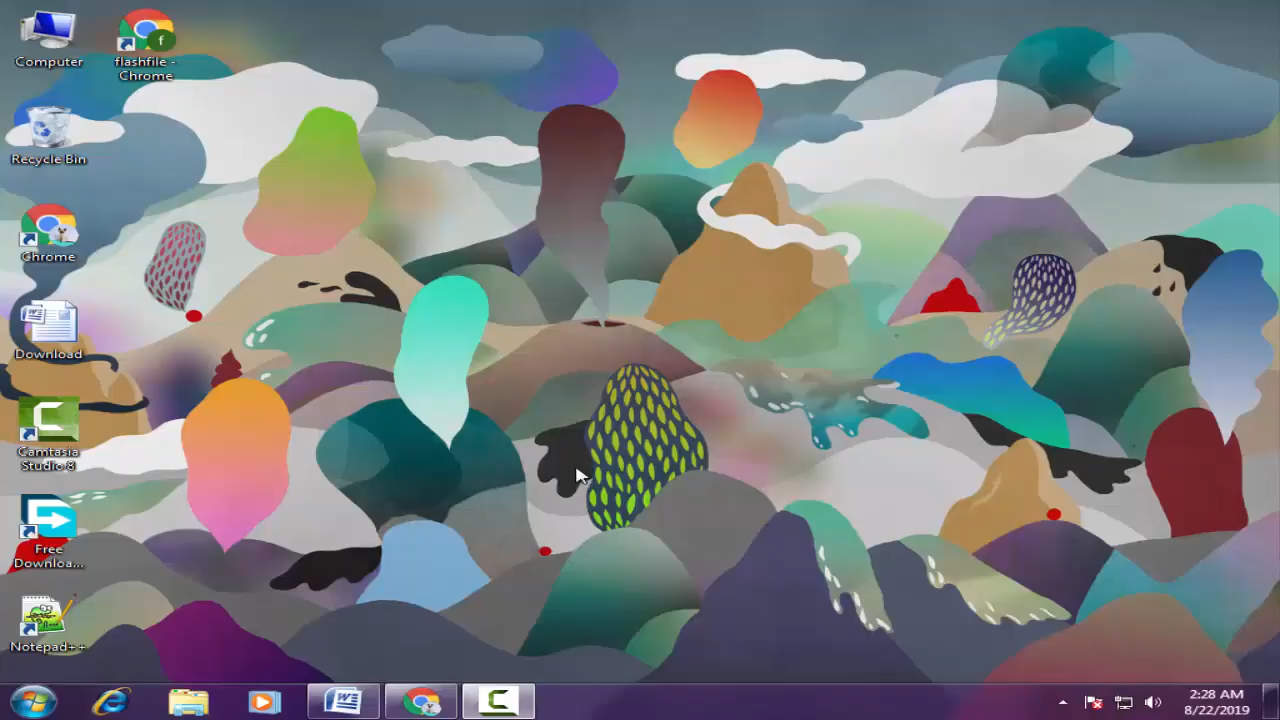 Computer
flashfile -
Chrome
f
Recycle Bin
Chrome
Download
Camtasia
Studio 8
Free
Downloa...
Notepad++
2:28 AM
8/22/2019